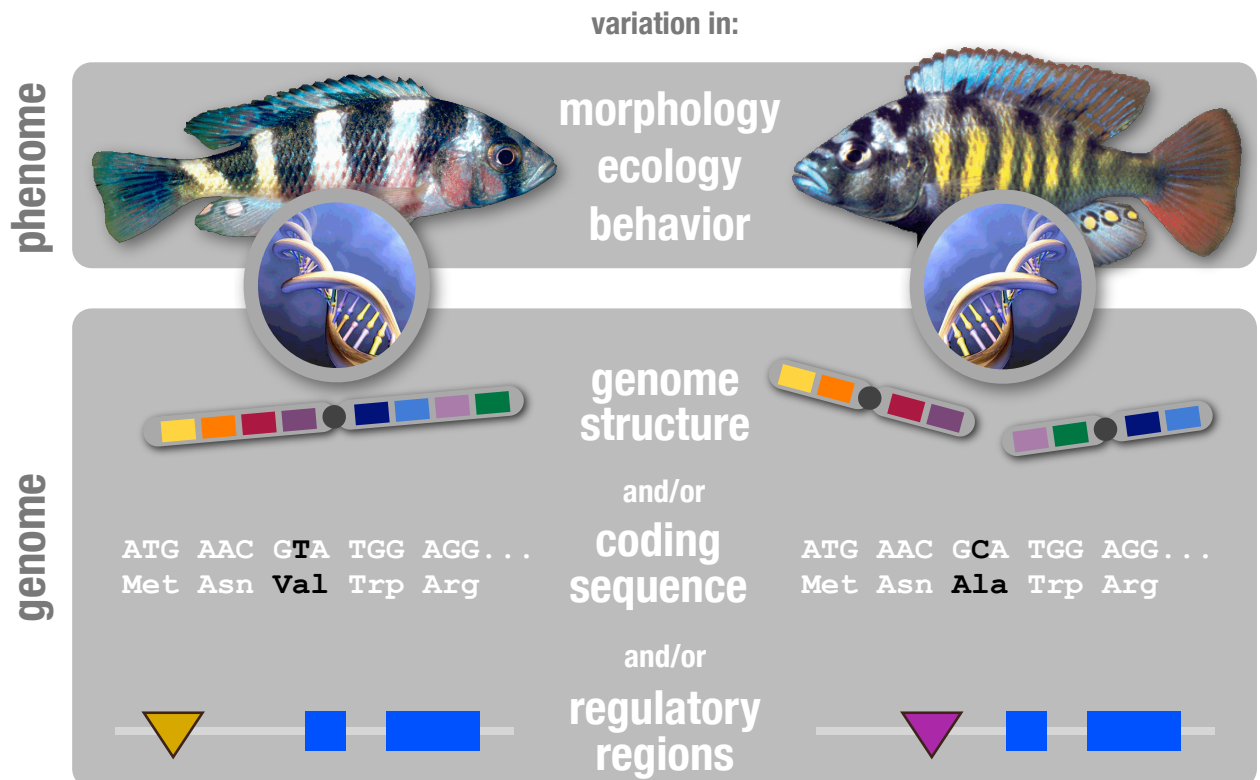 variation in:
phenome
morphology
ecology
behavior
genome
genome
structure
and/or
ATG AAC GTA TGG AGG...
Met Asn Val Trp Arg
coding
sequence
ATG AAC GCA TGG AGG...
Met Asn Ala Trp Arg
and/or
regulatory
regions